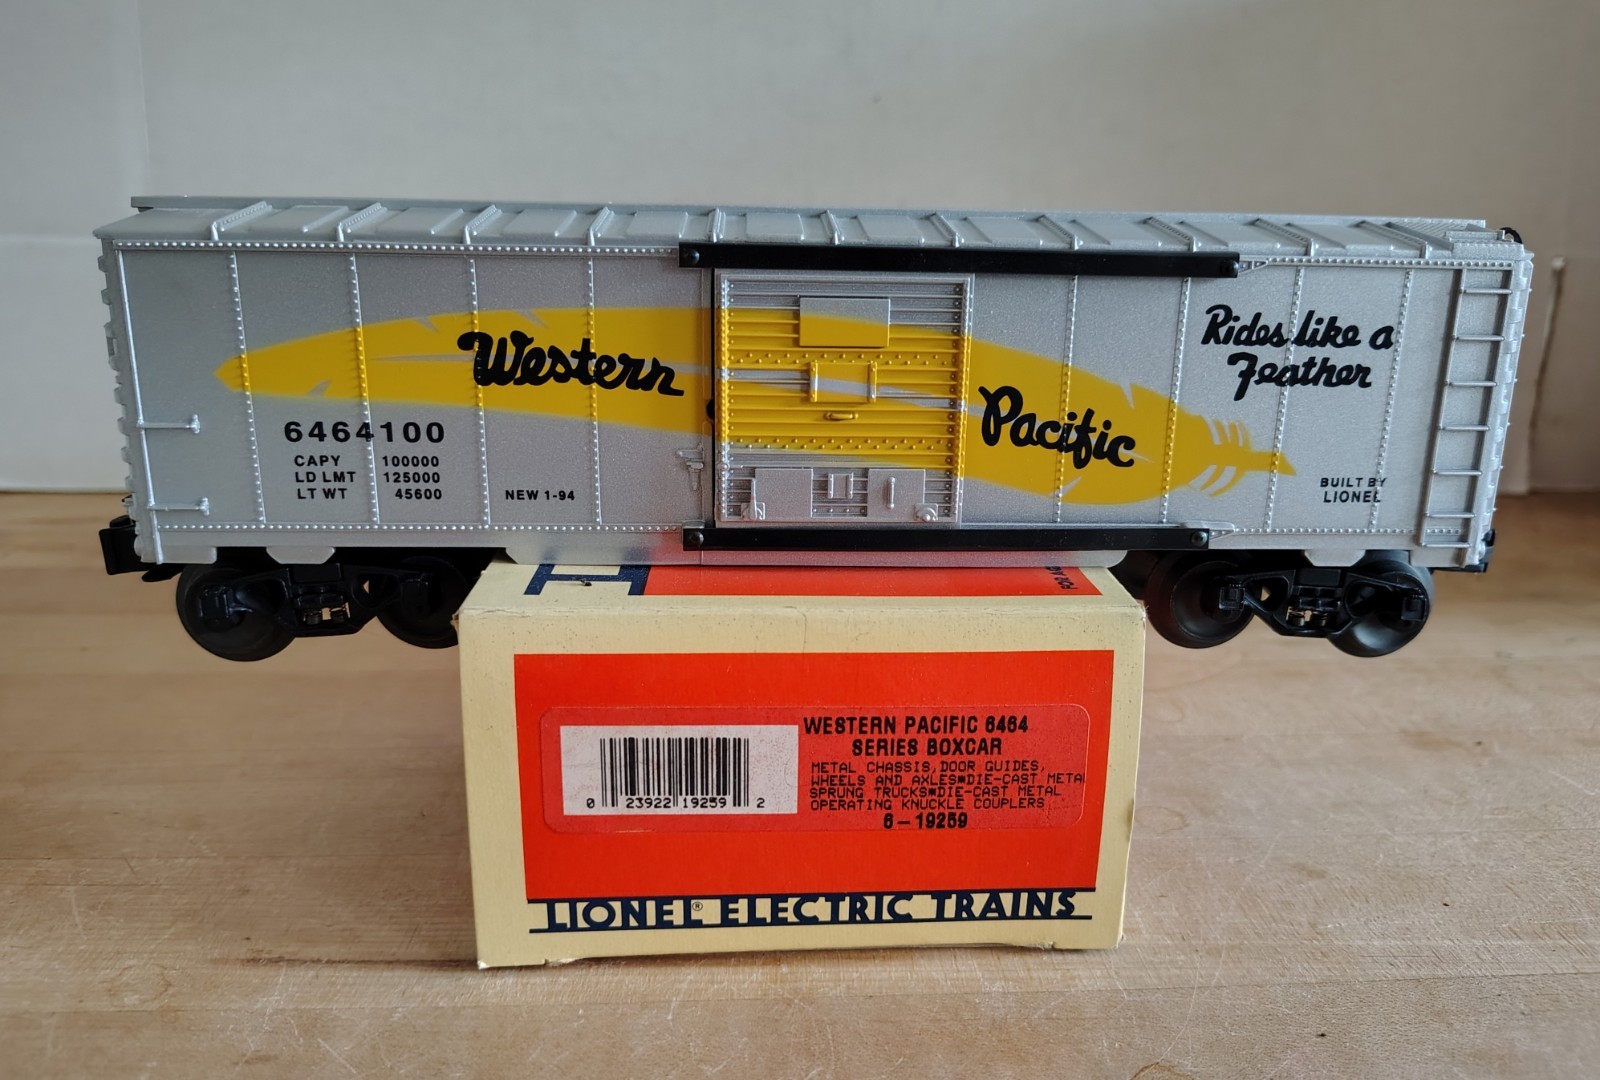 Western
Pacific
Rides like a
Feather
6464100
CAPY 100000
LD LMT 125000
LT WT 45600
NEW 1-94
BUILT BY
LIONEL
WESTERN PACIFIC 6464
SERIES BOXCAR
METAL CHASSIS, DOOR GUIDES,
WHEELS AND AXLES■DIE-CAST METAL
SPRUNG TRUCKS■DIE-CAST METAL
OPERATING KNUCKLE COUPLERS
6-19259
0 23922 19259 2
LIONEL® ELECTRIC TRAINS